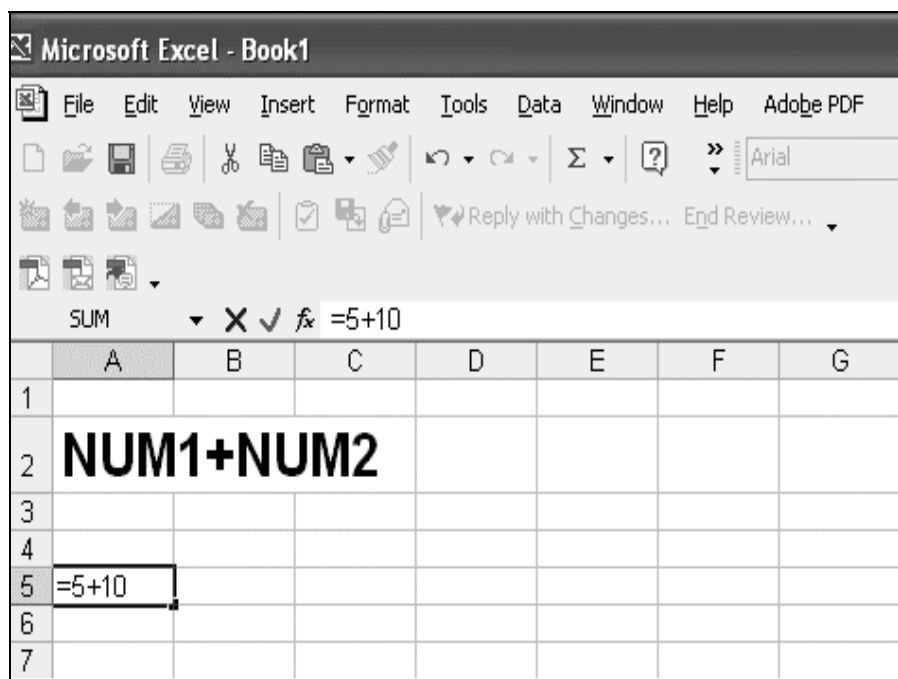 Microsoft Excel - Book1
File Edit View Insert Format Tools Data Window Help Adobe PDF
Σ ? » Arial
Reply with Changes... End Review...
SUM fx =5+10
A B C D E F G
1
2 NUM1+NUM2
3
4
5 =5+10
6
7